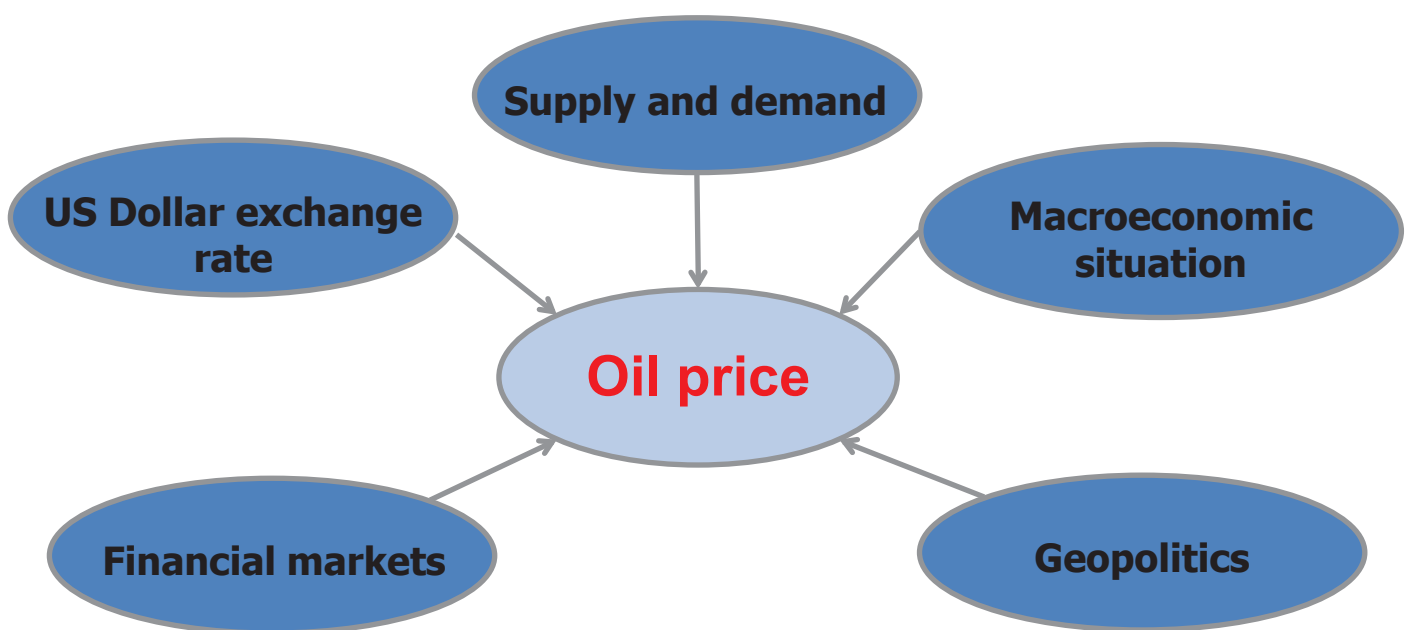 Supply and demand
US Dollar exchange
rate
Macroeconomic
situation
Oil price
Financial markets
Geopolitics